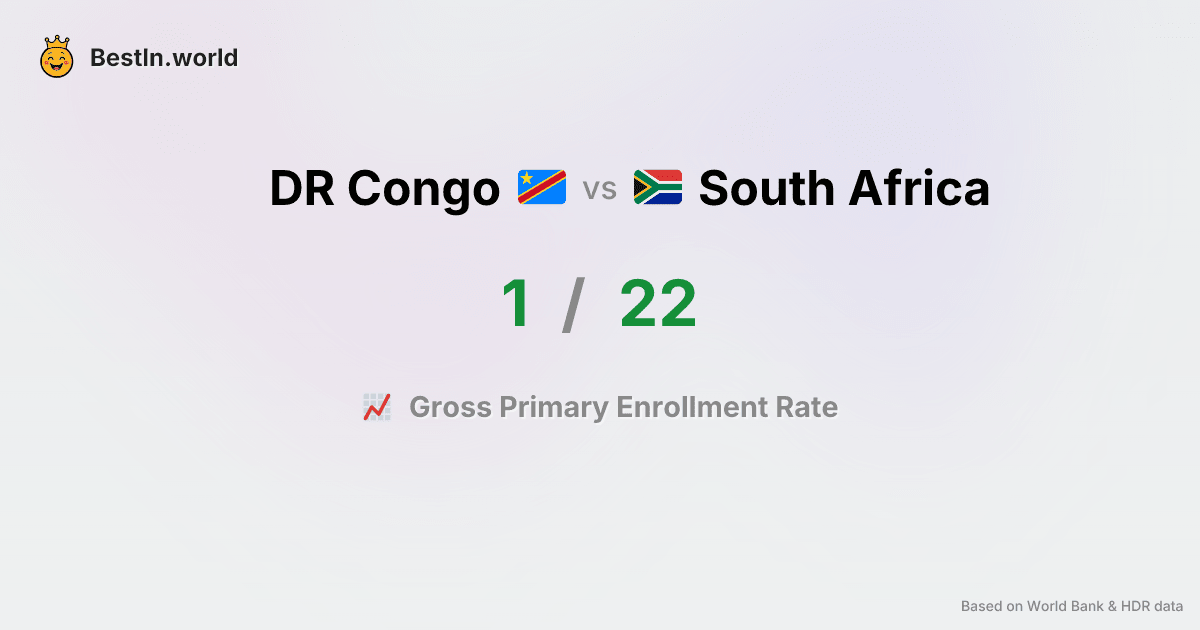 BestIn.world
DR Congo vs South Africa
1 / 22
Gross Primary Enrollment Rate
Based on World Bank & HDR data